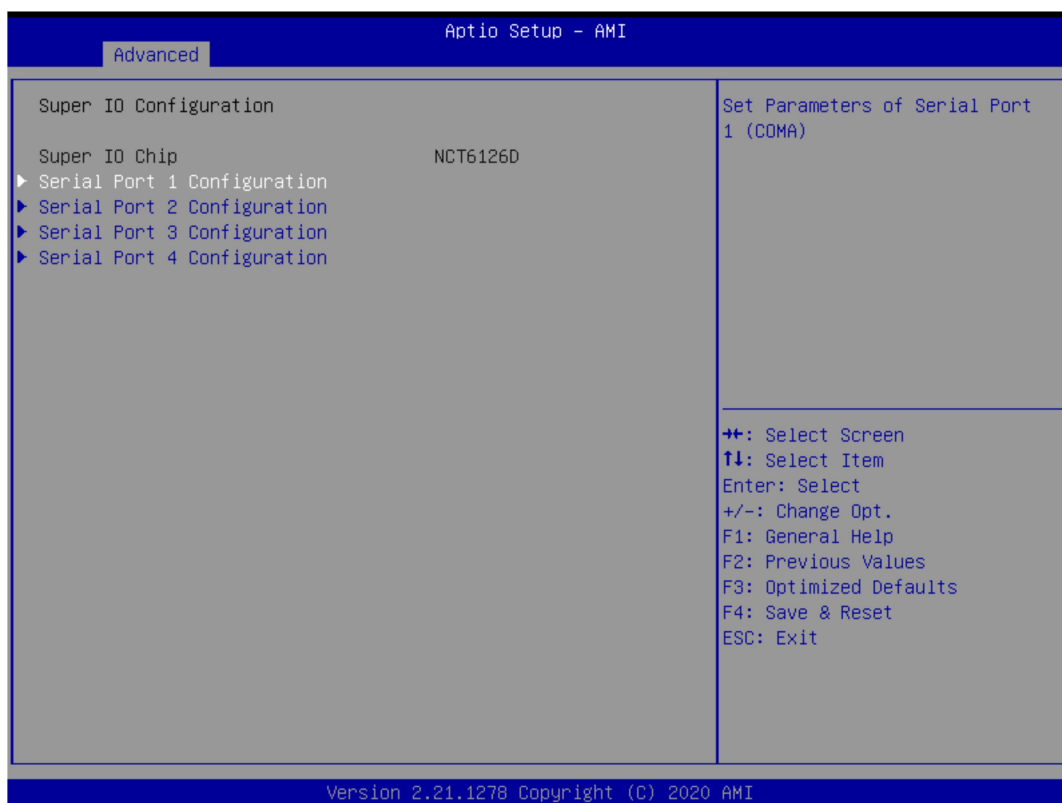 Aptio Setup – AMI
Advanced
Super IO Configuration
Super IO Chip NCT6126D
▶ Serial Port 1 Configuration
▶ Serial Port 2 Configuration
▶ Serial Port 3 Configuration
▶ Serial Port 4 Configuration
Set Parameters of Serial Port
1 (COMA)
→←: Select Screen
↑↓: Select Item
Enter: Select
+/-: Change Opt.
F1: General Help
F2: Previous Values
F3: Optimized Defaults
F4: Save & Reset
ESC: Exit
Version 2.21.1278 Copyright (C) 2020 AMI